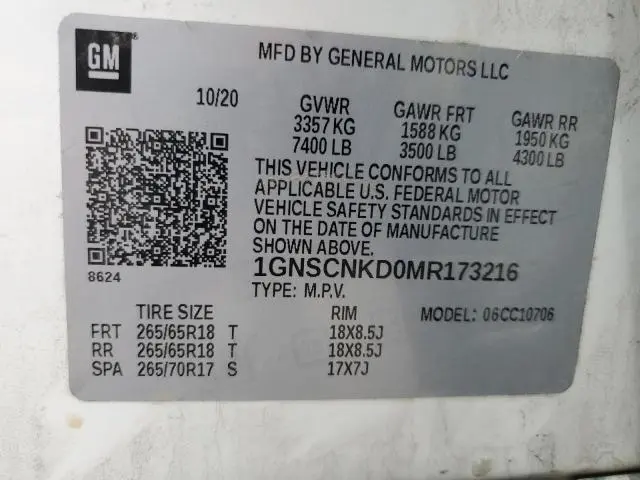 GM
MFD BY GENERAL MOTORS LLC
10/20 GVWR GAWR FRT GAWR RR
3357 KG 1588 KG 1950 KG
7400 LB 3500 LB 4300 LB
THIS VEHICLE CONFORMS TO ALL
APPLICABLE U.S. FEDERAL MOTOR
VEHICLE SAFETY STANDARDS IN EFFECT
ON THE DATE OF MANUFACTURE
SHOWN ABOVE.
8624
1GNSCNKD0MR173216
TYPE: M.P.V. MODEL: 06CC10706
TIRE SIZE RIM
FRT 265/65R18 T 18X8.5J
RR 265/65R18 T 18X8.5J
SPA 265/70R17 S 17X7J